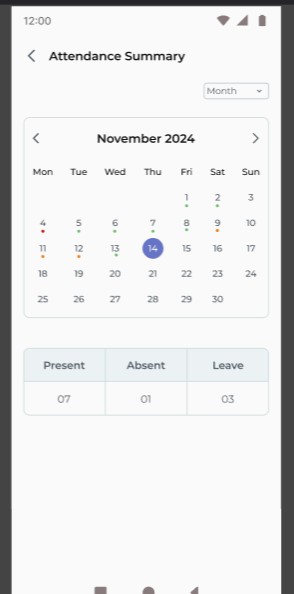 12:00
Attendance Summary
Month
November 2024
Mon Tue Wed Thu Fri Sat Sun
1 2 3
4 5 6 7 8 9 10
11 12 13 14 15 16 17
18 19 20 21 22 23 24
25 26 27 28 29 30
Present Absent Leave
07 01 03